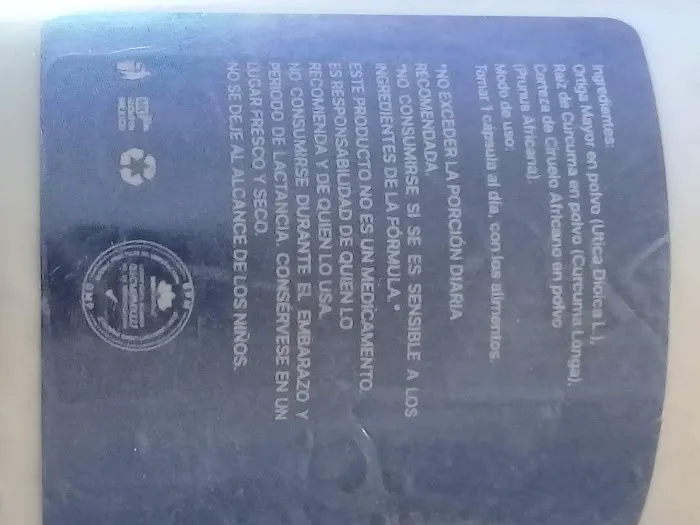 Ingredientes:
Ortiga Mayor en polvo (Utica Dioica L.),
Raíz de Cúrcuma en polvo (Curcuma Longa),
Corteza de Ciruelo Africano en polvo
(Prunus Africana).
Modo de uso:
Tomar 1 cápsula al día, con los alimentos.
*NO EXCEDER LA PORCIÓN DIARIA
RECOMENDADA.
*NO CONSUMIRSE SI SE ES SENSIBLE A LOS
INGREDIENTES DE LA FÓRMULA.*
ESTE PRODUCTO NO ES UN MEDICAMENTO.
ES RESPONSABILIDAD DE QUIEN LO
RECOMIENDA Y DE QUIEN LO USA.
NO CONSUMIRSE DURANTE EL EMBARAZO Y
PERIODO DE LACTANCIA. CONSÉRVESE EN UN
LUGAR FRESCO Y SECO.
NO SE DEJE AL ALCANCE DE LOS NIÑOS.